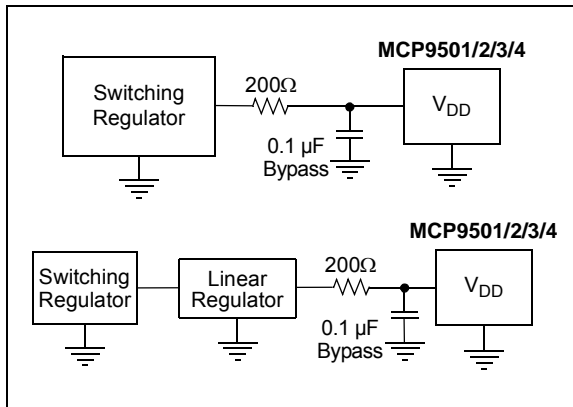 MCP9501/2/3/4
200Ω
Switching
Regulator
VDD
0.1 µF
Bypass
MCP9501/2/3/4
200Ω
Switching
Regulator
Linear
Regulator
VDD
0.1 µF
Bypass